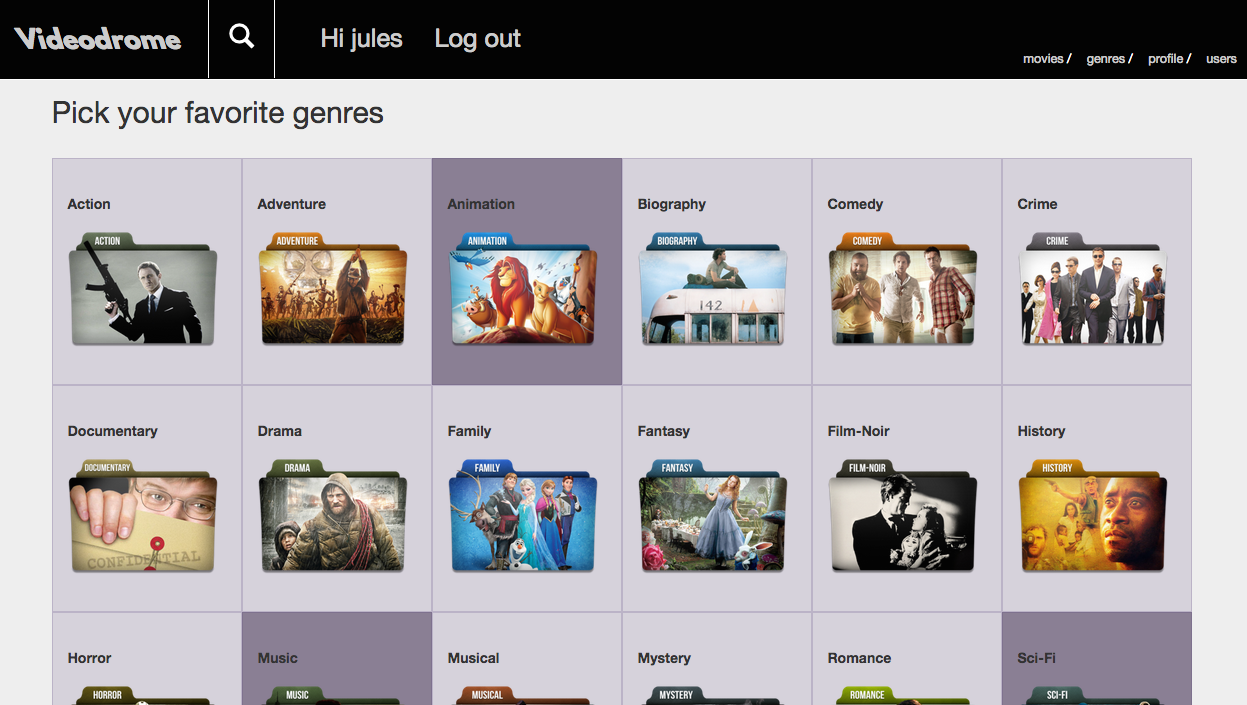 Videodrome
Hi jules
Log out
movies / genres / profile / users
Pick your favorite genres
Action
Adventure
Animation
Biography
Comedy
Crime
ACTION
ADVENTURE
ANIMATION
BIOGRAPHY
COMEDY
CRIME
142
Documentary
Drama
Family
Fantasy
Film-Noir
History
DOCUMENTARY
DRAMA
FAMILY
FANTASY
FILM-NOIR
HISTORY
CONFIDENTIAL
Horror
Music
Musical
Mystery
Romance
Sci-Fi
HORROR
MUSIC
MUSICAL
MYSTERY
ROMANCE
SCI-FI